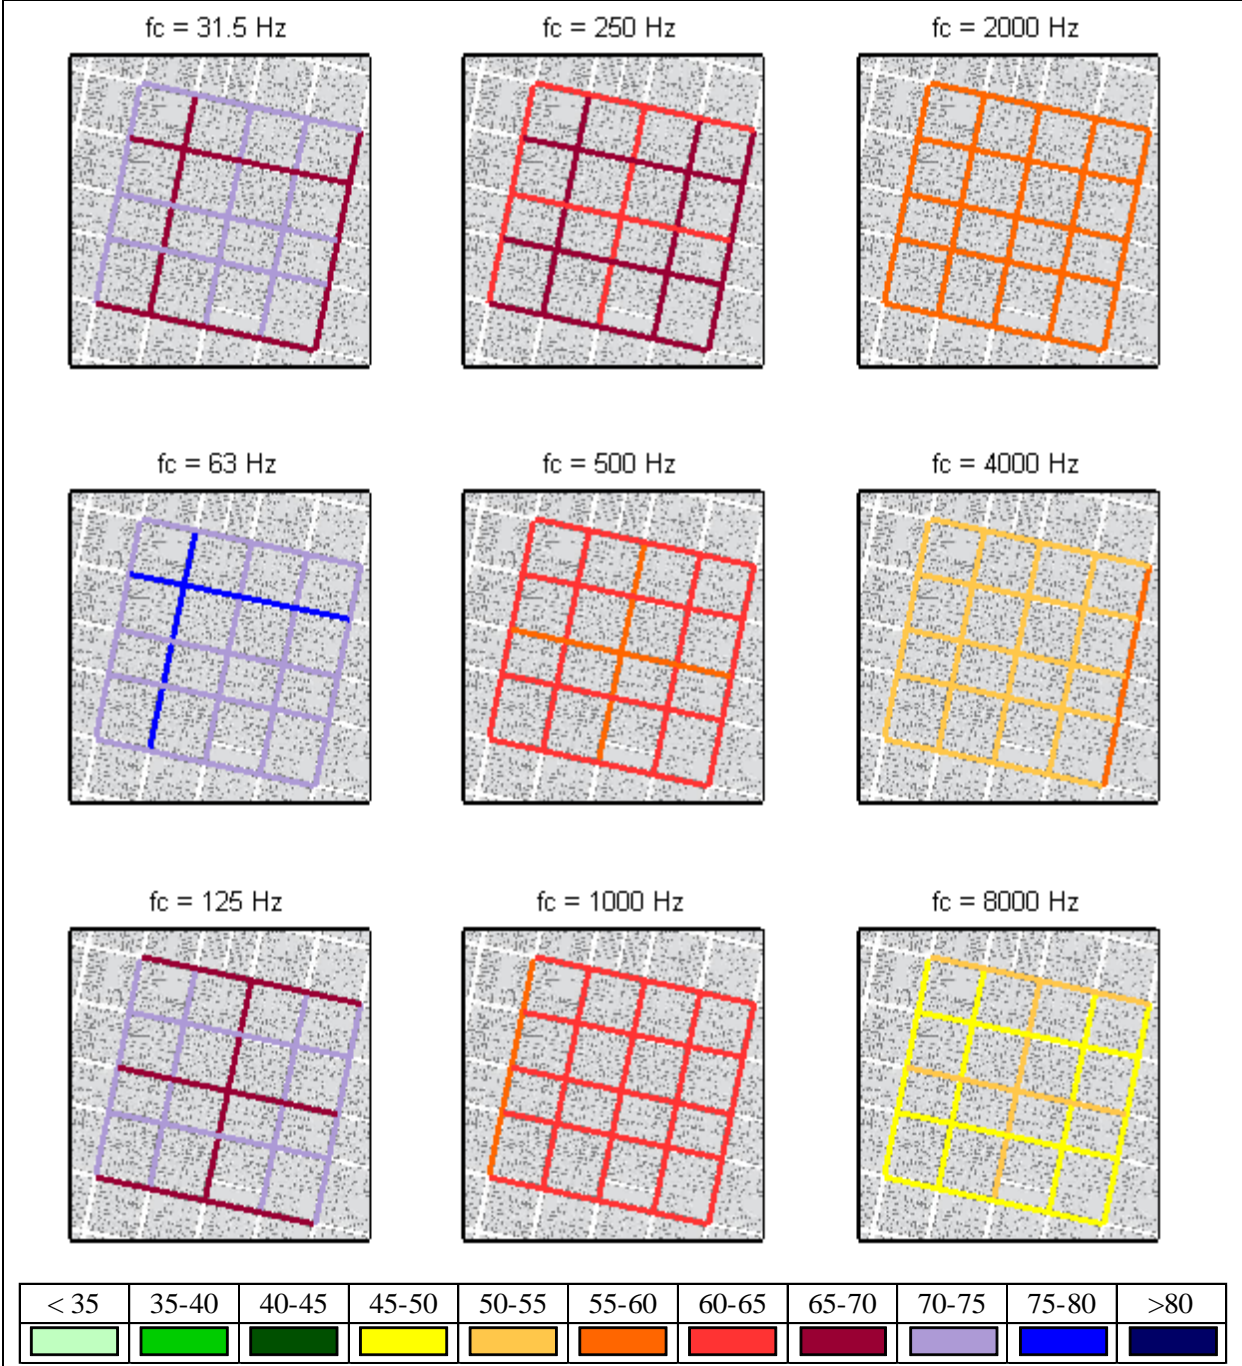 fc = 31.5 Hz
fc = 250 Hz
fc = 2000 Hz
fc = 63 Hz
fc = 500 Hz
fc = 4000 Hz
fc = 125 Hz
fc = 1000 Hz
fc = 8000 Hz
< 35 35-40 40-45 45-50 50-55 55-60 60-65 65-70 70-75 75-80 >80